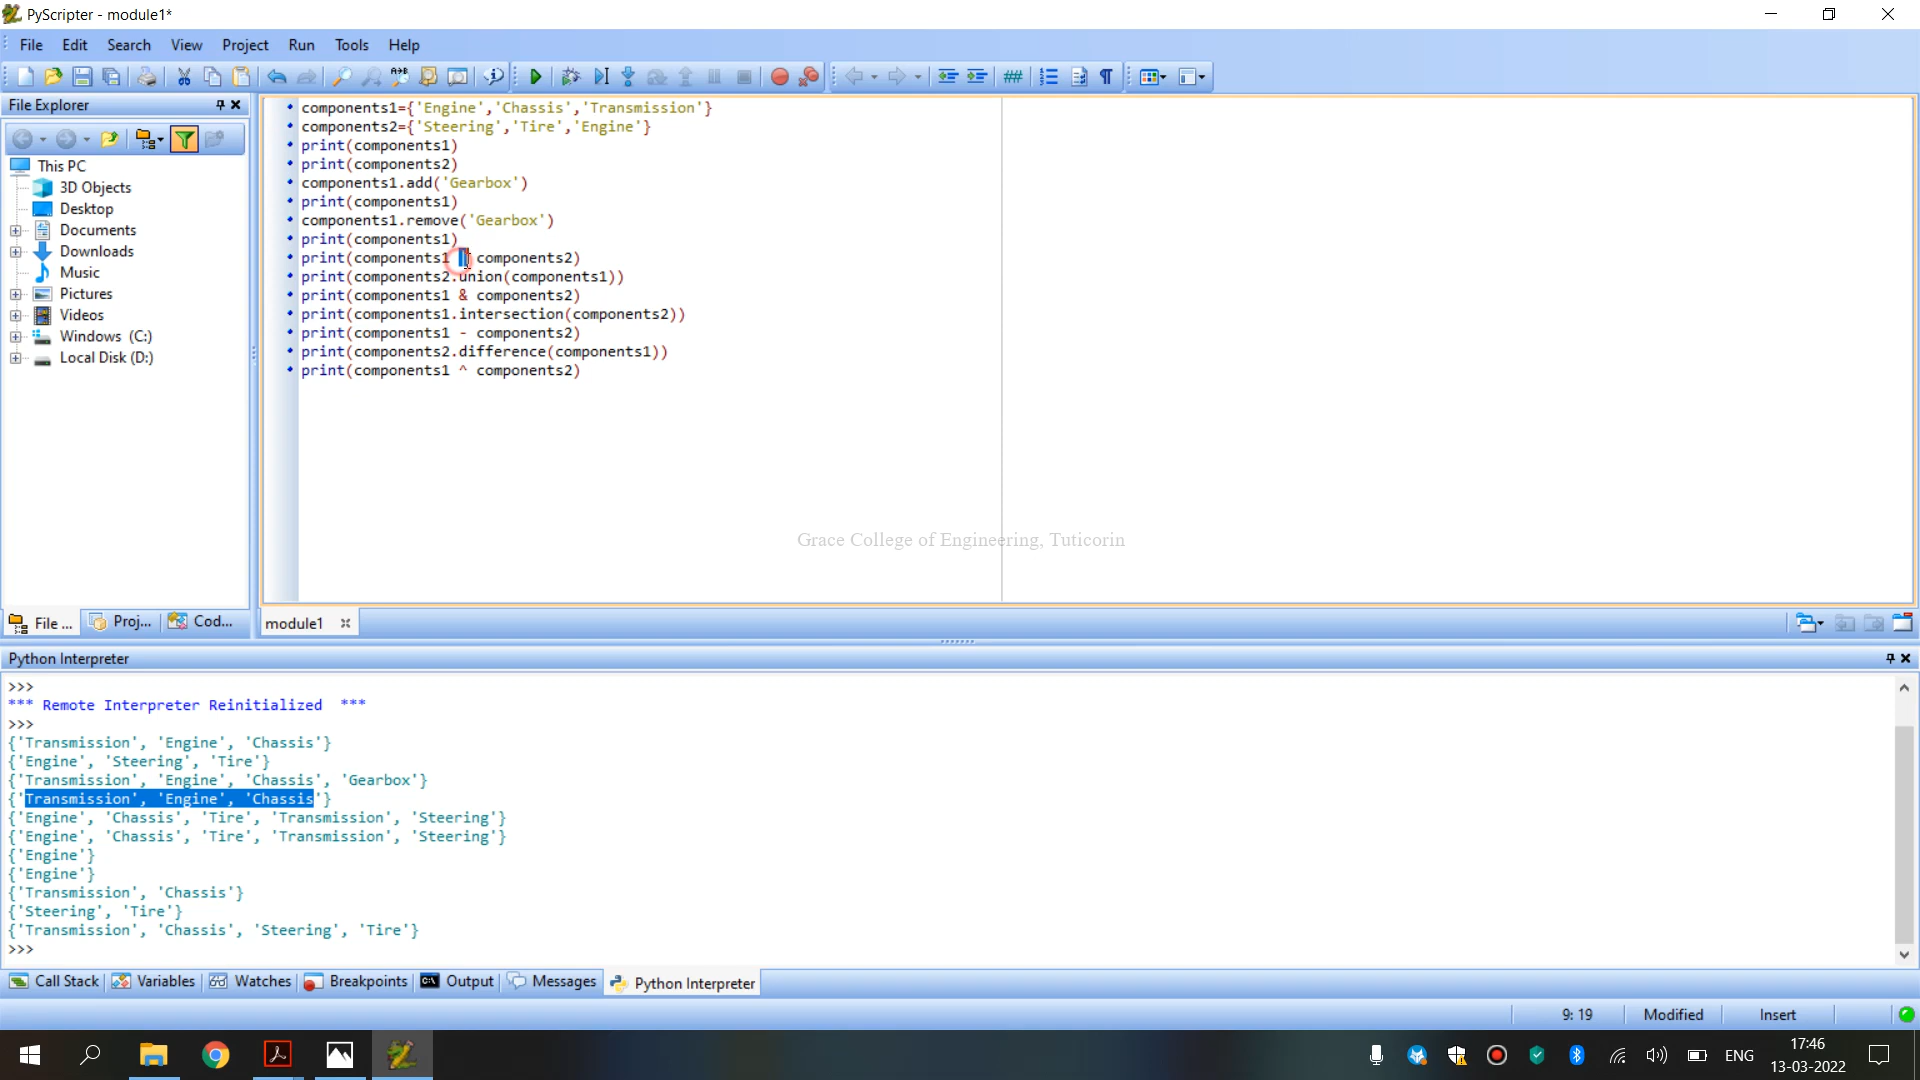 PyScripter - module1*
File Edit Search View Project Run Tools Help
File Explorer
This PC
3D Objects
Desktop
Documents
Downloads
Music
Pictures
Videos
Windows (C:)
Local Disk (D:)
File ... Proj... Cod...
components1={'Engine','Chassis','Transmission'}
components2={'Steering','Tire','Engine'}
print(components1)
print(components2)
components1.add('Gearbox')
print(components1)
components1.remove('Gearbox')
print(components1)
print(components1 | components2)
print(components2.union(components1))
print(components1 & components2)
print(components1.intersection(components2))
print(components1 - components2)
print(components2.difference(components1))
print(components1 ^ components2)
Grace College of Engineering, Tuticorin
module1
Python Interpreter
>>>
*** Remote Interpreter Reinitialized ***
>>>
{'Transmission', 'Engine', 'Chassis'}
{'Engine', 'Steering', 'Tire'}
{'Transmission', 'Engine', 'Chassis', 'Gearbox'}
{'Transmission', 'Engine', 'Chassis'}
{'Engine', 'Chassis', 'Tire', 'Transmission', 'Steering'}
{'Engine', 'Chassis', 'Tire', 'Transmission', 'Steering'}
{'Engine'}
{'Engine'}
{'Transmission', 'Chassis'}
{'Steering', 'Tire'}
{'Transmission', 'Chassis', 'Steering', 'Tire'}
>>>
Call Stack Variables Watches Breakpoints Output Messages Python Interpreter
9: 19 Modified Insert
ENG
17:46
13-03-2022